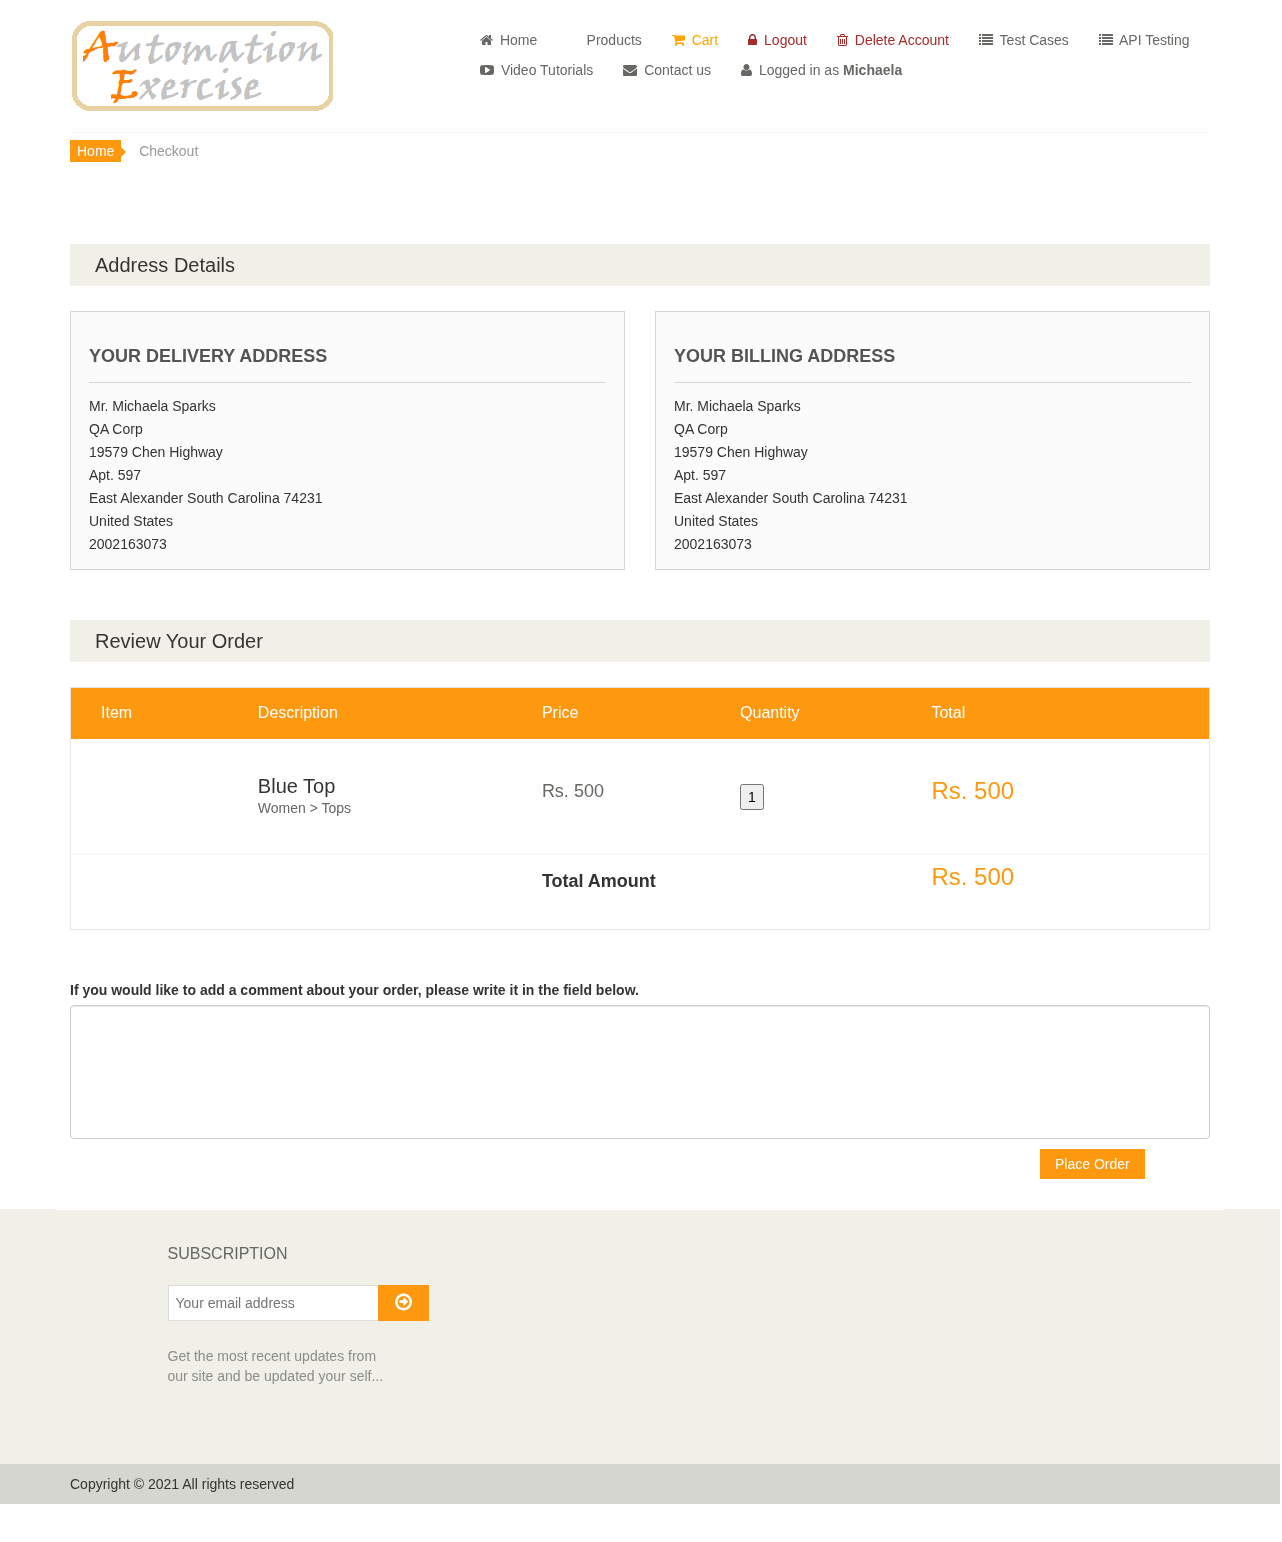 Automation
Exercise
Home Products Cart Logout Delete Account Test Cases API Testing
Video Tutorials Contact us Logged in as Michaela
Home Checkout
Address Details
YOUR DELIVERY ADDRESS
Mr. Michaela Sparks
QA Corp
19579 Chen Highway
Apt. 597
East Alexander South Carolina 74231
United States
2002163073
YOUR BILLING ADDRESS
Mr. Michaela Sparks
QA Corp
19579 Chen Highway
Apt. 597
East Alexander South Carolina 74231
United States
2002163073
Review Your Order
Item Description Price Quantity Total
Blue Top Rs. 500 1 Rs. 500
Women > Tops
Total Amount Rs. 500
If you would like to add a comment about your order, please write it in the field below.
Place Order
SUBSCRIPTION
Your email address
Get the most recent updates from
our site and be updated your self...
Copyright © 2021 All rights reserved